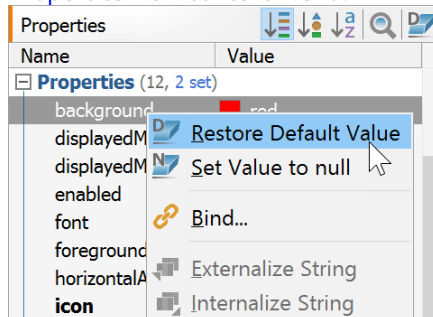 Properties
Name Value
Properties (12, 2 set)
background red
displayedM
Restore Default Value
displayedM
Set Value to null
enabled
font
Bind...
foreground
horizontalA
Externalize String
icon
Internalize String